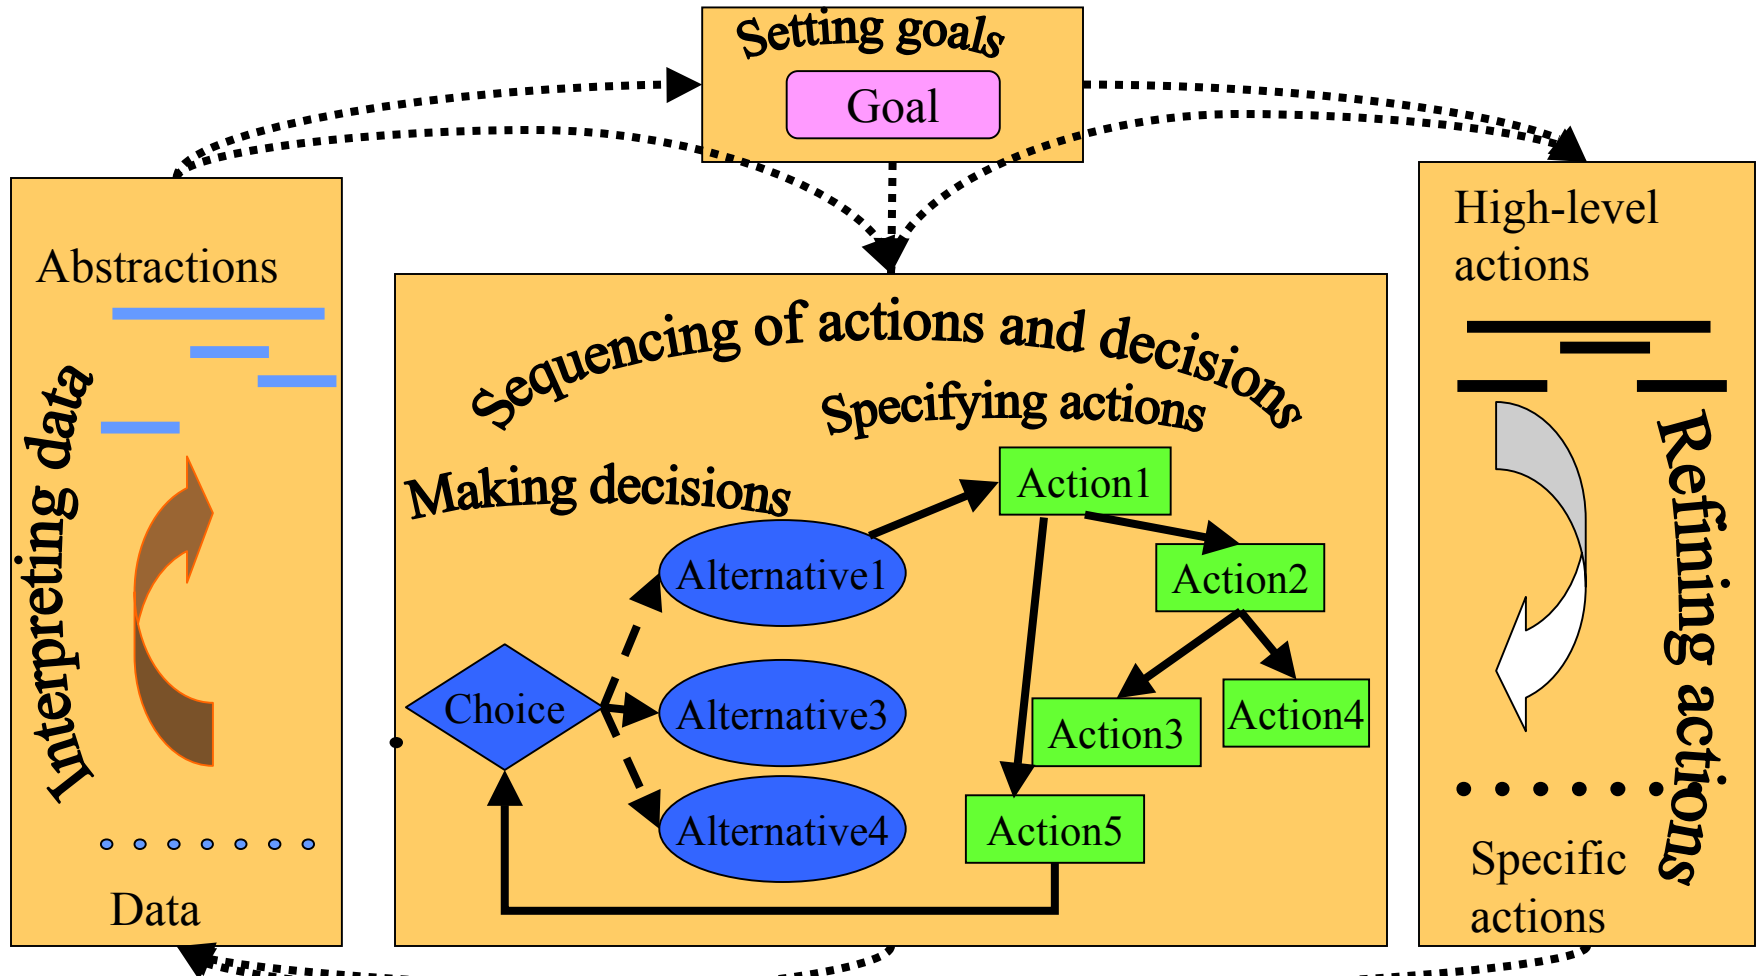 Setting goals
Goal
Abstractions
Interpreting data
Data
Sequencing of actions and decisions
Specifying actions
Making decisions
Action1
Alternative1
Action2
Choice
Alternative3
Action3
Action4
Alternative4
Action5
High-level
actions
Refining actions
Specific
actions